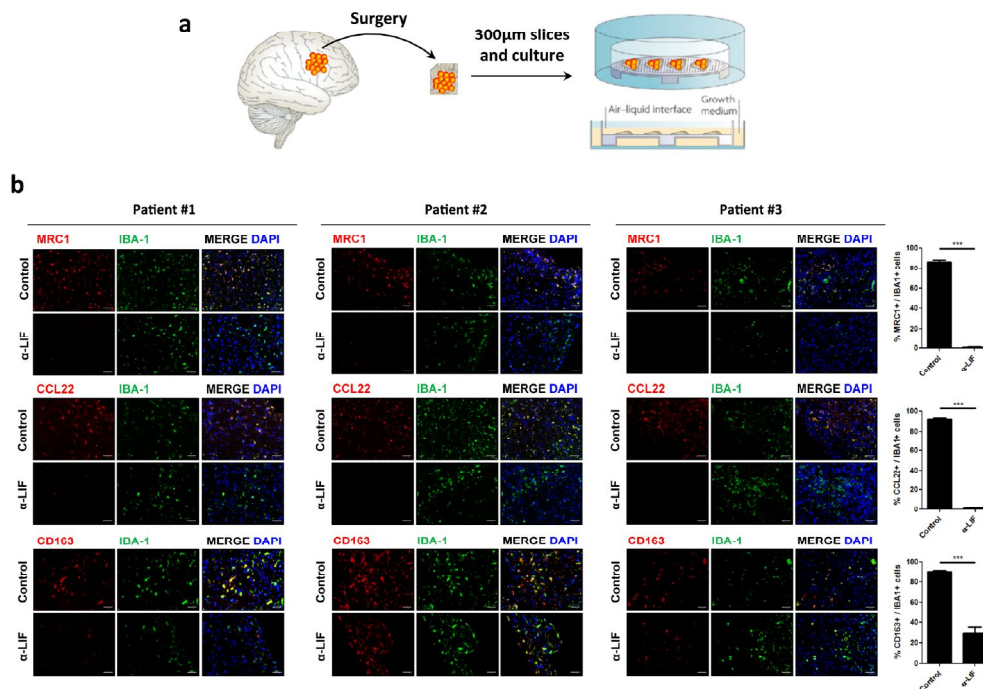 a
Surgery
300µm slices
and culture
Air-liquid interface
Growth
medium
b
Patient #1
Patient #2
Patient #3
MRC1 IBA-1 MERGE DAPI
MRC1 IBA-1 MERGE DAPI
MRC1 IBA-1 MERGE DAPI
Control
Control
Control
α-LIF
α-LIF
α-LIF
% MRC1+ / IBA1+ cells
100
80
60
40
20
0
***
Control
α-LIF
CCL22 IBA-1 MERGE DAPI
CCL22 IBA-1 MERGE DAPI
CCL22 IBA-1 MERGE DAPI
Control
Control
Control
α-LIF
α-LIF
α-LIF
% CCL22+ / IBA1+ cells
100
80
60
40
20
0
***
Control
α-LIF
CD163 IBA-1 MERGE DAPI
CD163 IBA-1 MERGE DAPI
CD163 IBA-1 MERGE DAPI
Control
Control
Control
α-LIF
α-LIF
α-LIF
% CD163+ / IBA1+ cells
100
80
60
40
20
0
***
Control
α-LIF